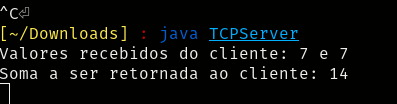 ^C⏎
[~/Downloads] : java TCPServer
Valores recebidos do cliente: 7 e 7
Soma a ser retornada ao cliente: 14